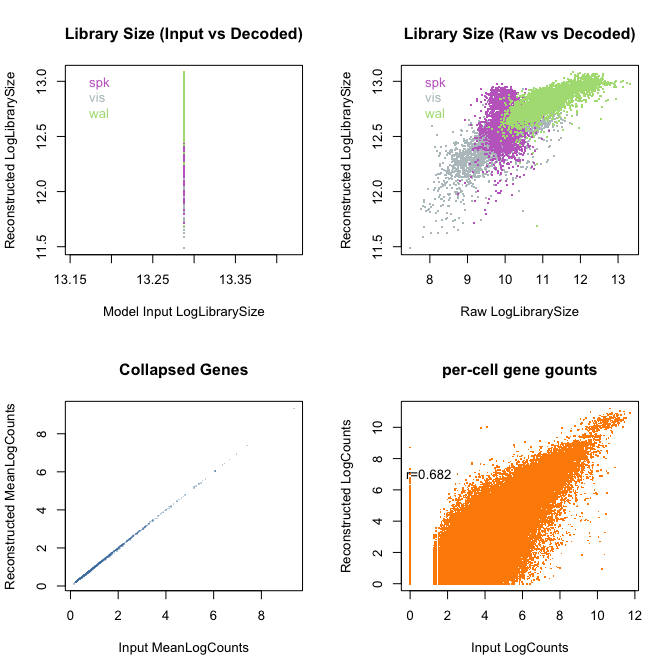 Library Size (Input vs Decoded)
Reconstructed LogLibrarySize
13.0
12.5
12.0
11.5
spk
vis
wal
13.15
13.25
13.35
Model Input LogLibrarySize
Library Size (Raw vs Decoded)
Reconstructed LogLibrarySize
13.0
12.5
12.0
11.5
spk
vis
wal
8
9
10
11
12
13
Raw LogLibrarySize
Collapsed Genes
Reconstructed MeanLogCounts
8
6
4
2
0
0
2
4
6
8
Input MeanLogCounts
per-cell gene gounts
Reconstructed LogCounts
10
8
6
4
2
0
r=0.682
0
2
4
6
8
10
12
Input LogCounts